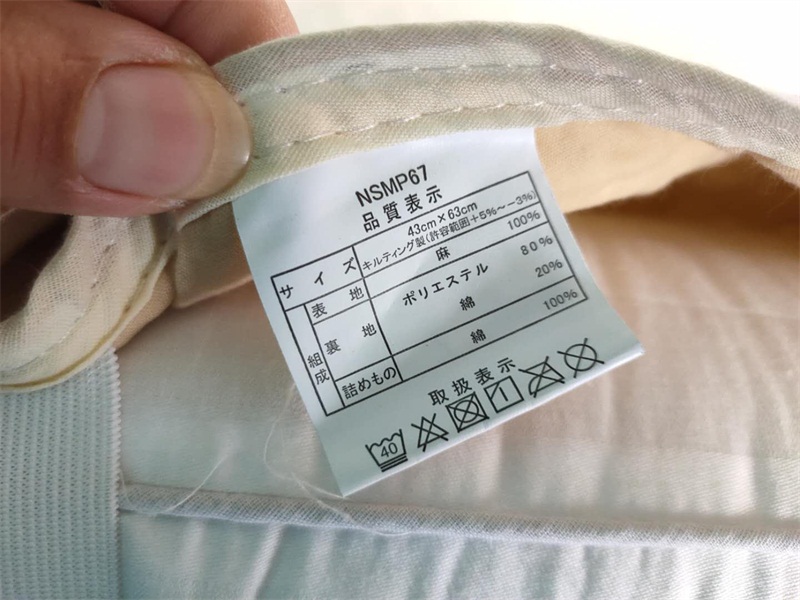 NSMP67
品質表示
サイズ 43cm×63cm
キルティング製(許容範囲+5%〜−3%)
組成 表地 麻 100%
裏地 ポリエステル 80%
綿 20%
詰めもの 綿 100%
取扱表示
40